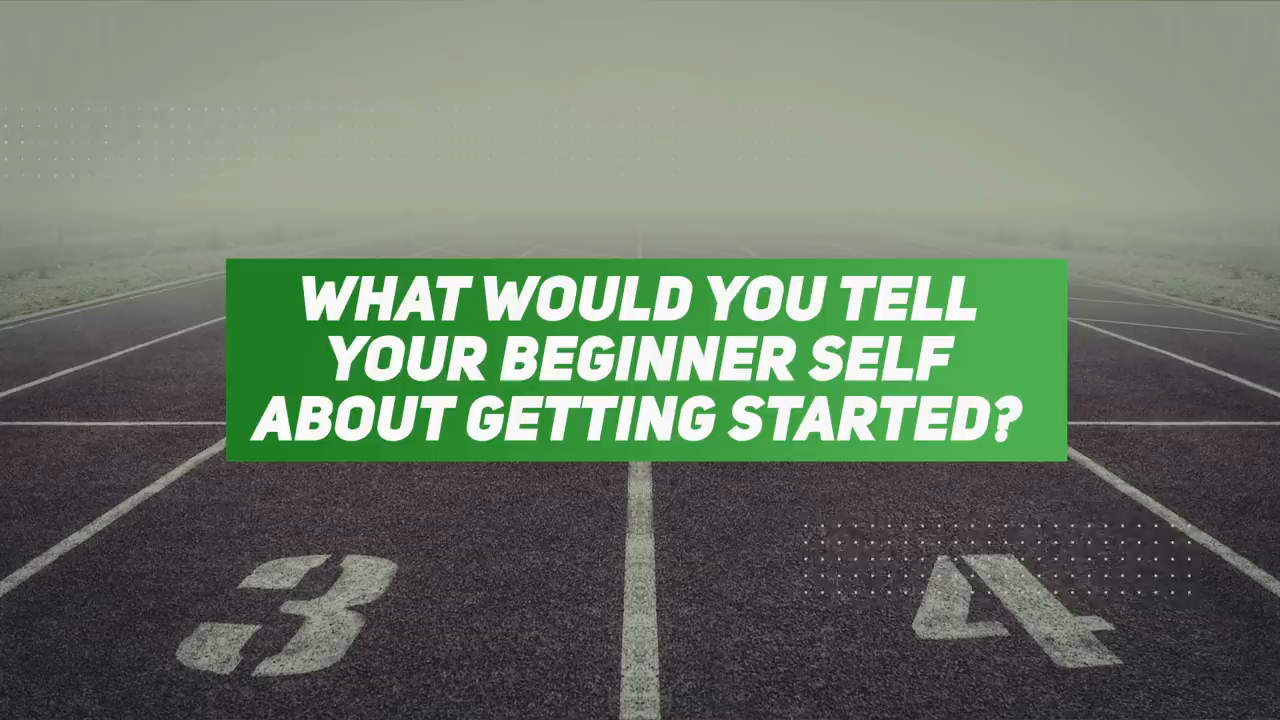 WHAT WOULD YOU TELL
YOUR BEGINNER SELF
ABOUT GETTING STARTED?
3 4